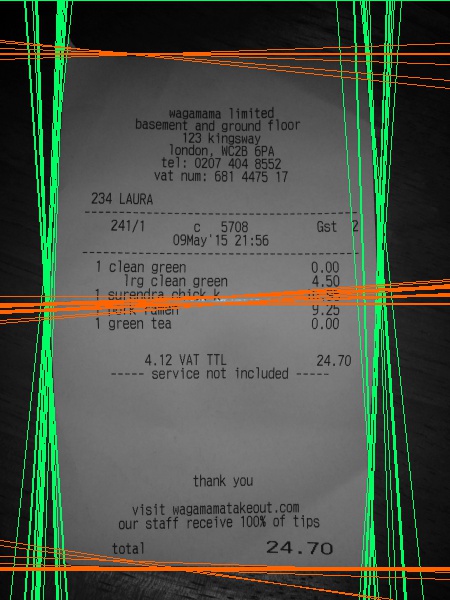 wagamama limited
basement and ground floor
123 kingsway
london, WC2B 6PA
tel: 0207 404 8552
vat num: 681 4475 17
234 LAURA
241/1 c 5708 Gst 2
09May'15 21:56
1 clean green 0.00
lrg clean green 4.50
1 surendra chick k
1 pork ramen 9.25
1 green tea 0.00
4.12 VAT TTL 24.70
----- service not included -----
thank you
visit wagamamatakeout.com
our staff receive 100% of tips
total 24.70